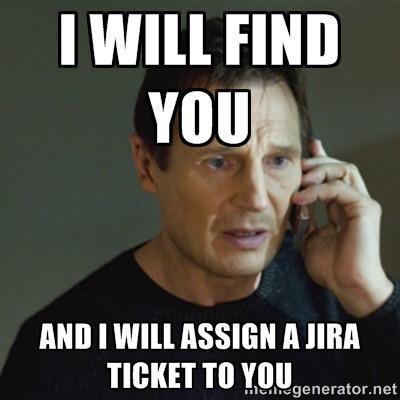 I WILL FIND
YOU
AND I WILL ASSIGN A JIRA
TICKET TO YOU
memegenerator.net